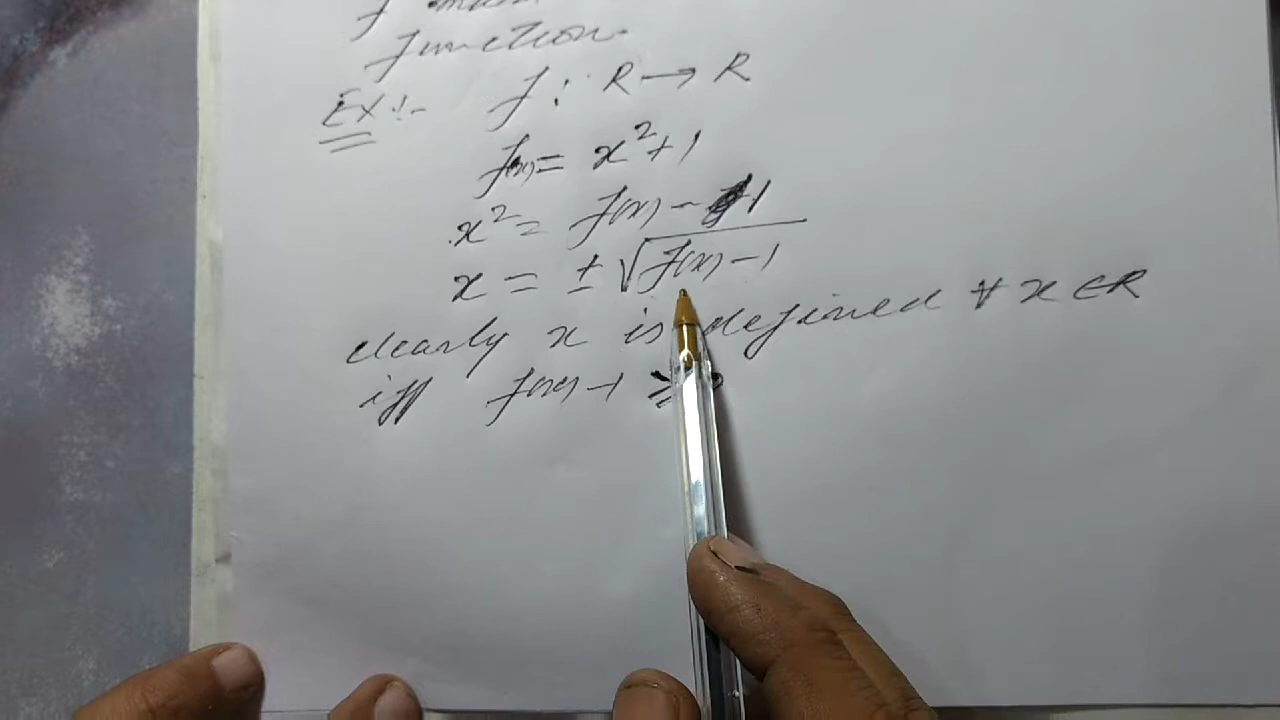 function.
Ex:- f : R → R
f(x) = x²+1
x² = f(x) - 1
x = ± √f(x) - 1
clearly x is defined ∀ x ∈ R
iff f(x) - 1 ≥